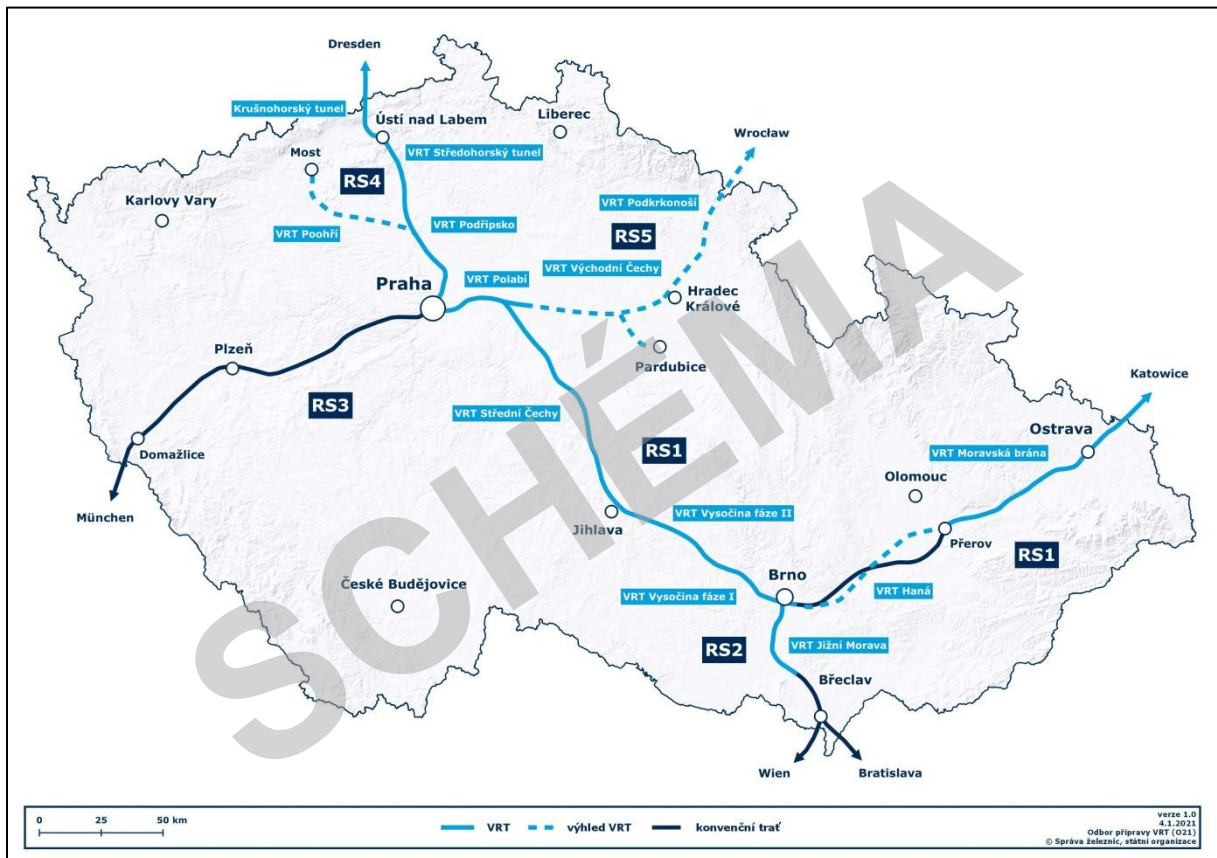 Dresden
Krušnohorský tunel
Ústí nad Labem
Liberec
Wrocław
Most
VRT Středohorský tunel
RS4
Karlovy Vary
VRT Podkrkonoší
VRT Poohří
VRT Podřipsko
RS5
VRT Východní Čechy
Praha
VRT Polabí
Hradec
Králové
Plzeň
Pardubice
Katowice
RS3
VRT Střední Čechy
RS1
Ostrava
VRT Moravská brána
Domažlice
Olomouc
München
Jihlava
VRT Vysočina fáze II
Přerov
RS1
Brno
České Budějovice
VRT Vysočina fáze I
VRT Haná
RS2
VRT Jižní Morava
Břeclav
Wien
Bratislava
SCHÉMA
0 25 50 km
VRT
výhled VRT
konvenční trať
verze 1.0
4.1.2021
Odbor přípravy VRT (O21)
© Správa železnic, státní organizace